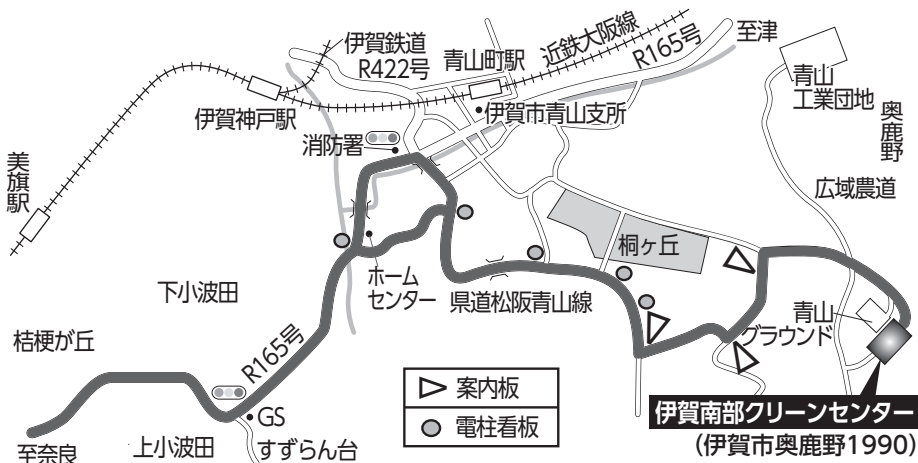 伊賀鉄道
R422号
青山町駅
近鉄大阪線
R165号
至津
青山
工業団地
奥鹿野
伊賀神戸駅
伊賀市青山支所
消防署
美旗駅
広域農道
桐ヶ丘
ホーム
センター
県道松阪青山線
下小波田
青山
グラウンド
桔梗が丘
R165号
案内板
電柱看板
GS
伊賀南部クリーンセンター
(伊賀市奥鹿野1990)
至奈良
上小波田
すずらん台